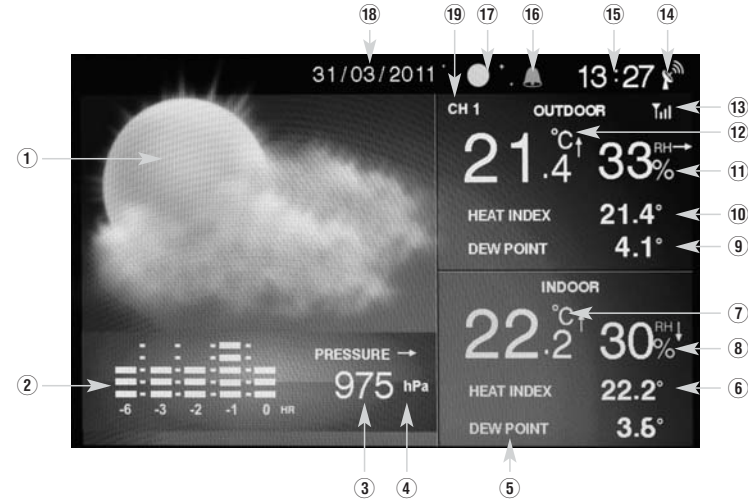 18 19 17 16 15 14
31/03/2011 13:27
CH 1 OUTDOOR 13
21.4 °C 12
33% RH 11
HEAT INDEX 21.4° 10
DEW POINT 4.1° 9
1
INDOOR
22.2 °C 7
30% RH 8
HEAT INDEX 22.2° 6
DEW POINT
5
PRESSURE
2 975 hPa
-6 -3 -2 -1 0 HR
3 4